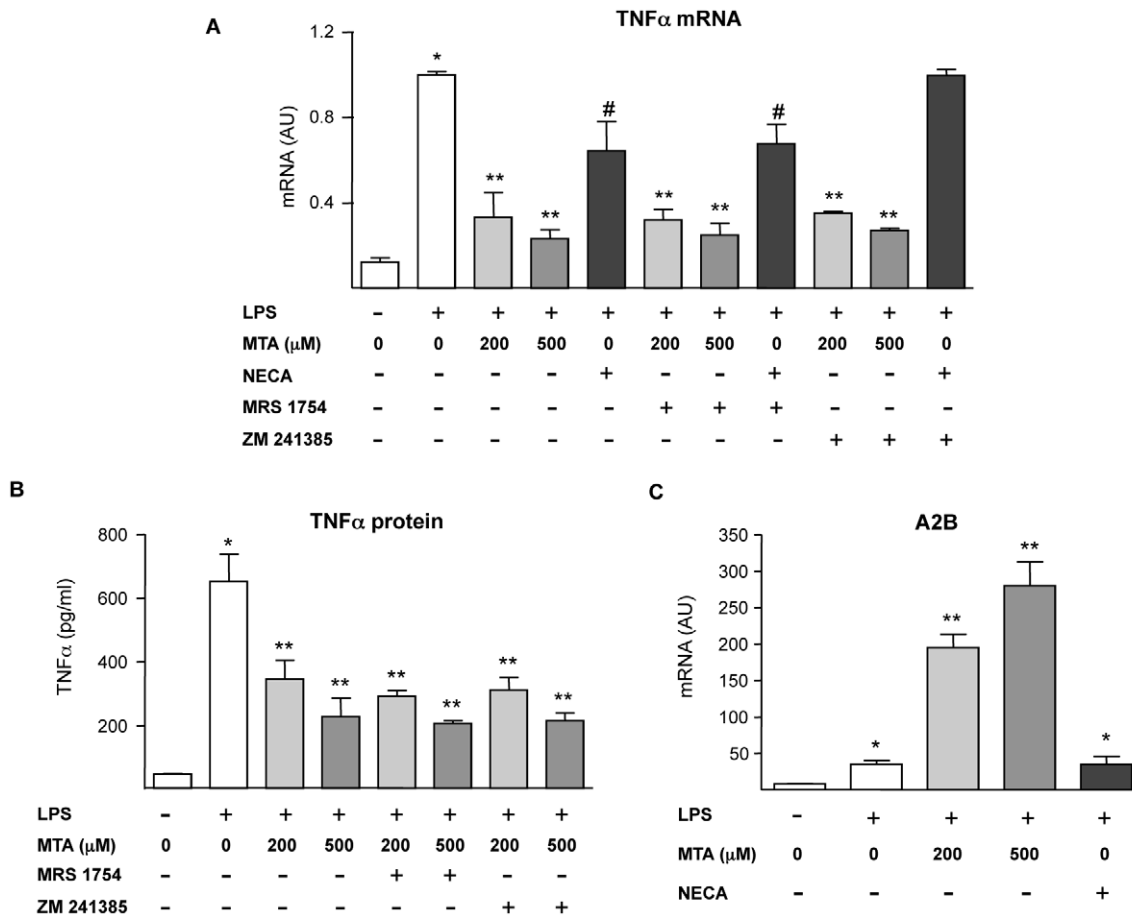 A
TNFα mRNA
mRNA (AU)
1.2
0.8
0.4
* ** ** # ** ** # ** **
LPS – + + + + + + + + + +
MTA (μM) 0 0 200 500 0 200 500 0 200 500 0
NECA – – – – + – – + – – +
MRS 1754 – – – – – + + + – – –
ZM 241385 – – – – – – – – + + +
B
TNFα protein
TNFα (pg/ml)
800
600
400
200
* ** ** ** ** ** **
LPS – + + + + + + +
MTA (μM) 0 0 200 500 200 500 200 500
MRS 1754 – – – – + + – –
ZM 241385 – – – – – – + +
C
A2B
mRNA (AU)
350
300
250
200
150
100
50
* ** ** *
LPS – + + + +
MTA (μM) 0 0 200 500 0
NECA – – – – +